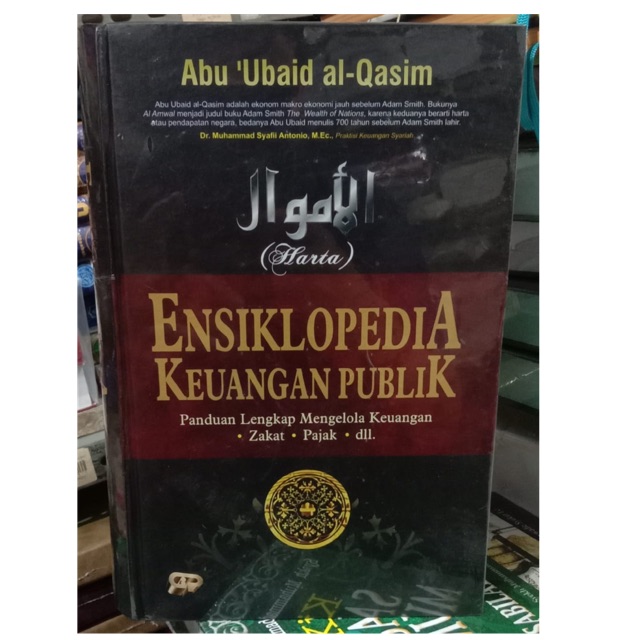 Abu 'Ubaid al-Qasim
Abu Ubaid al-Qasim adalah ekonom makro ekonomi jauh sebelum Adam Smith. Bukunya
Al Amwal menjadi judul buku Adam Smith The Wealth of Nations, karena keduanya berarti harta
atau pendapatan negara, bedanya Abu Ubaid menulis 700 tahun sebelum Adam Smith lahir.
Dr. Muhammad Syafii Antonio, M.Ec., Praktisi Keuangan Syariah
الأموال
(Harta)
ENSIKLOPEDIA
KEUANGAN PUBLIK
Panduan Lengkap Mengelola Keuangan
• Zakat • Pajak • dll.